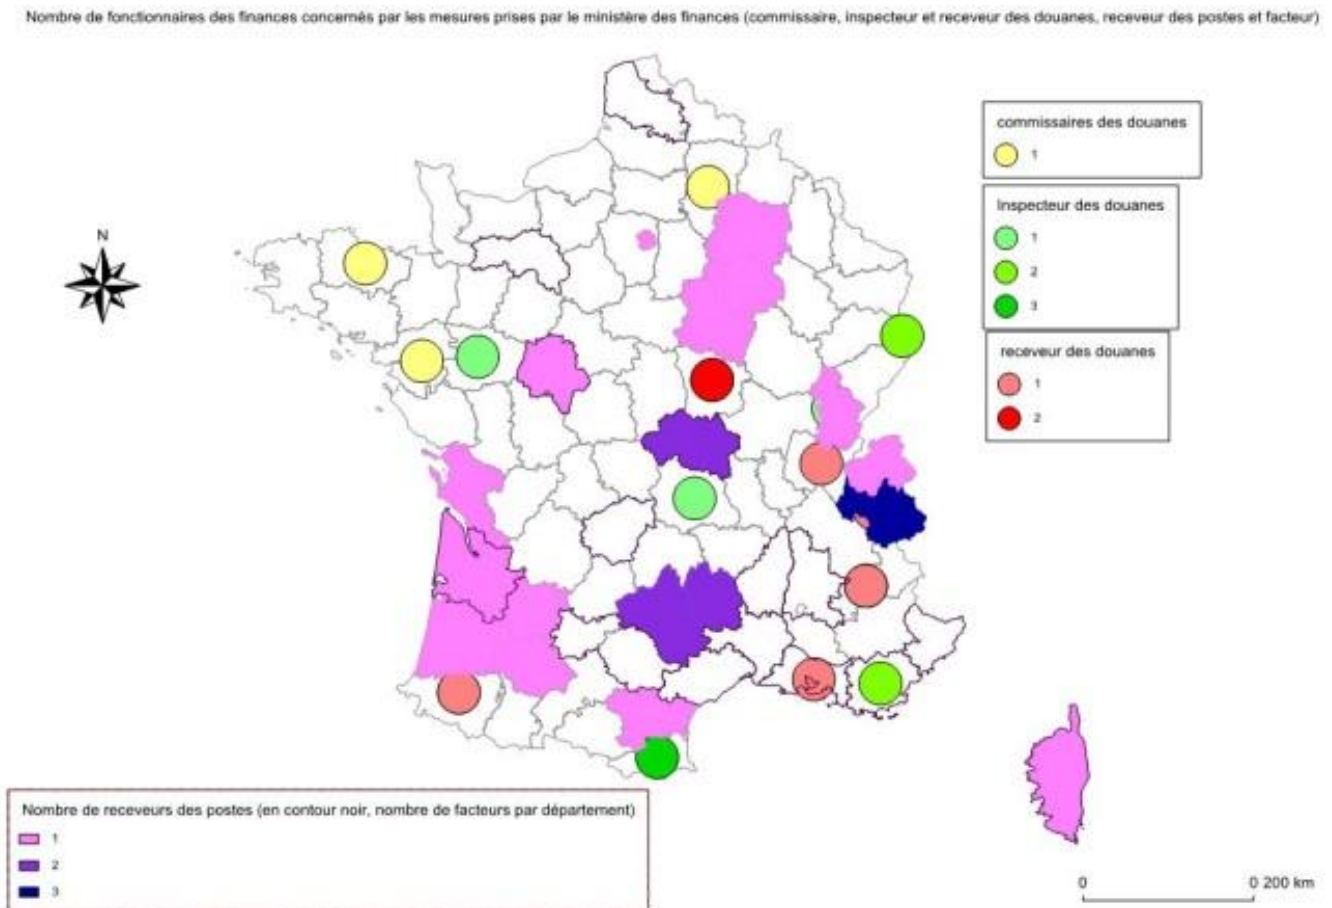 Nombre de fonctionnaires des finances concernés par les mesures prises par le ministère des finances (commissaire, inspecteur et receveur des douanes, receveur des postes et facteur)
commissaires des douanes
1
Inspecteur des douanes
1
2
3
receveur des douanes
1
2
N
Nombre de receveurs des postes (en contour noir, nombre de facteurs par département)
1
2
3
0 0 200 km